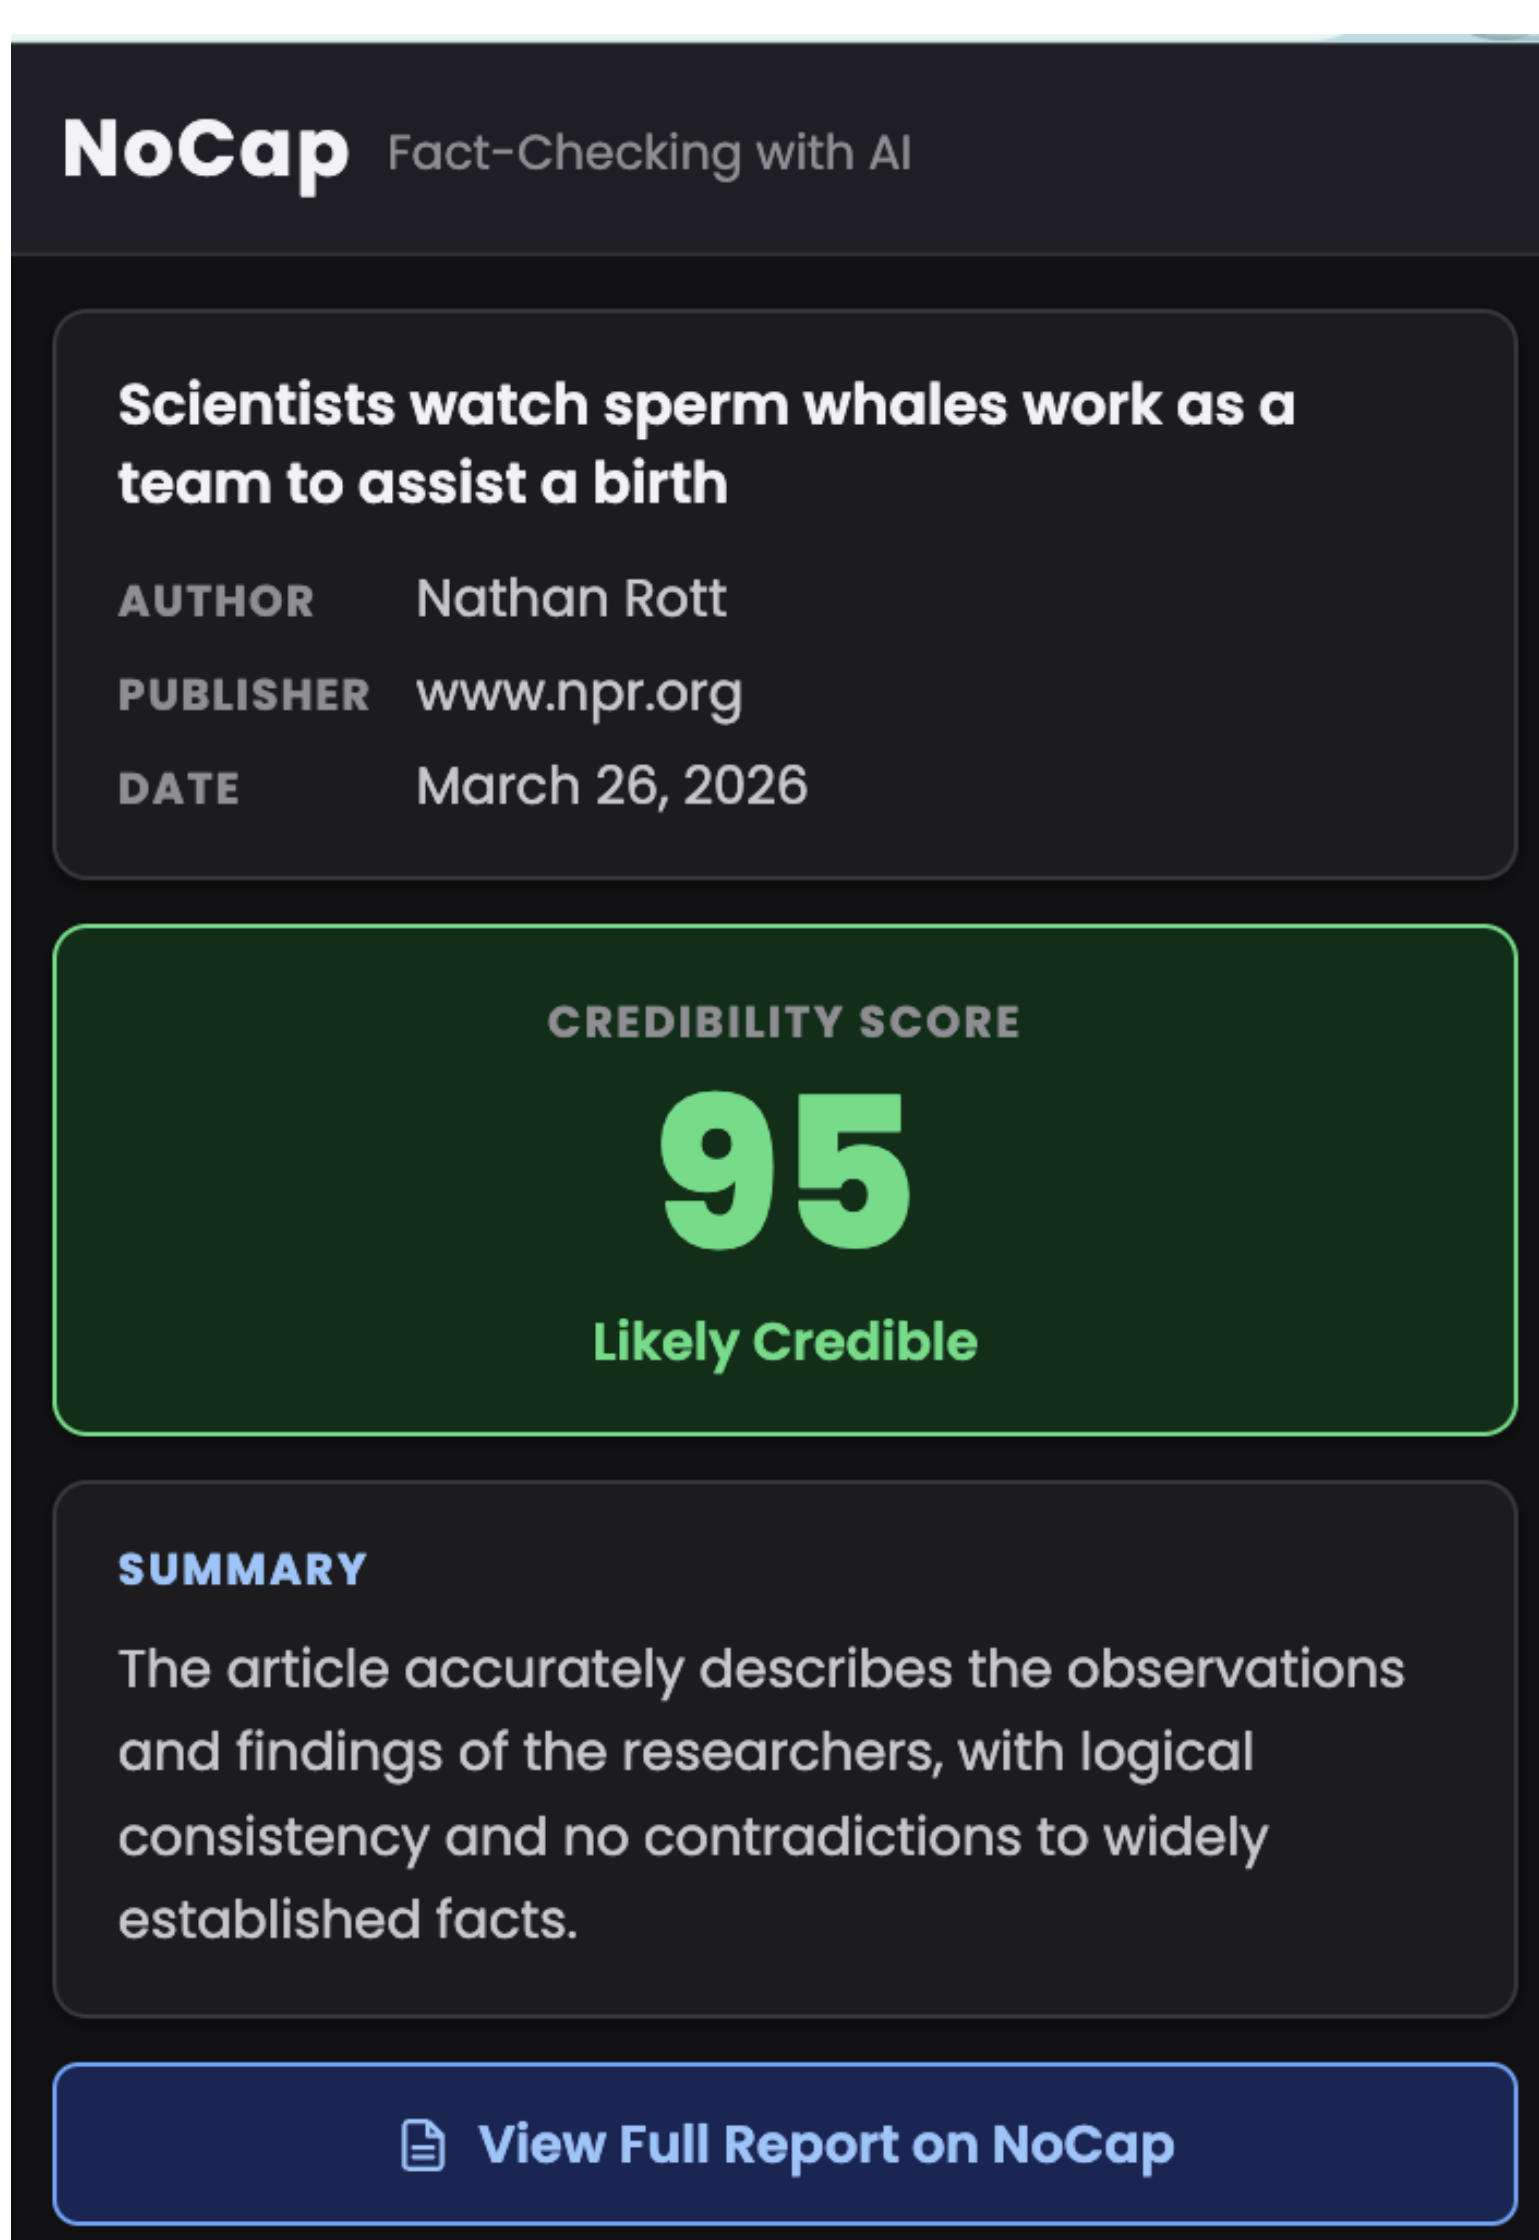 NoCap Fact-Checking with AI
Scientists watch sperm whales work as a
team to assist a birth
AUTHOR Nathan Rott
PUBLISHER www.npr.org
DATE March 26, 2026
CREDIBILITY SCORE
95
Likely Credible
SUMMARY
The article accurately describes the observations
and findings of the researchers, with logical
consistency and no contradictions to widely
established facts.
View Full Report on NoCap